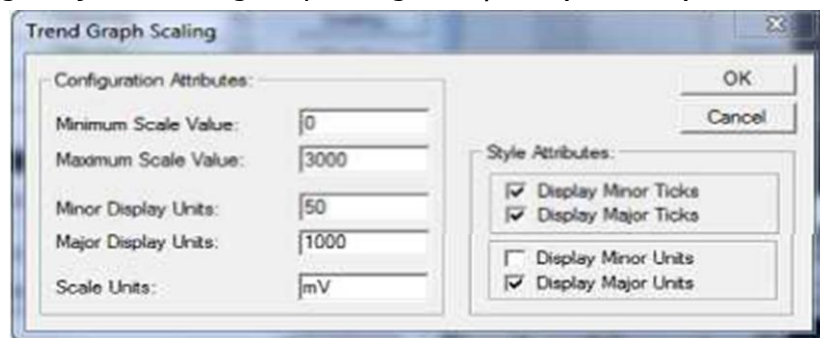 Trend Graph Scaling
Configuration Attributes:
Minimum Scale Value: 0
Maximum Scale Value: 3000
Minor Display Units: 50
Major Display Units: 1000
Scale Units: mV
OK
Cancel
Style Attributes:
Display Minor Ticks
Display Major Ticks
Display Minor Units
Display Major Units